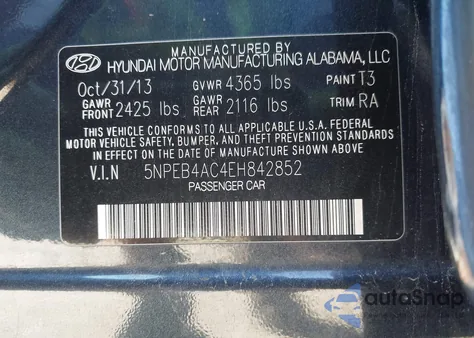 MANUFACTURED BY
HYUNDAI MOTOR MANUFACTURING ALABAMA, LLC
Oct/31/13 GVWR 4365 lbs PAINT T3
GAWR FRONT 2425 lbs GAWR REAR 2116 lbs TRIM RA
THIS VEHICLE CONFORMS TO ALL APPLICABLE U.S.A. FEDERAL
MOTOR VEHICLE SAFETY, BUMPER, AND THEFT PREVENTION STANDARDS
IN EFFECT ON THE DATE OF MANUFACTURE SHOWN ABOVE.
V.I.N 5NPEB4AC4EH842852
PASSENGER CAR
autoSnap